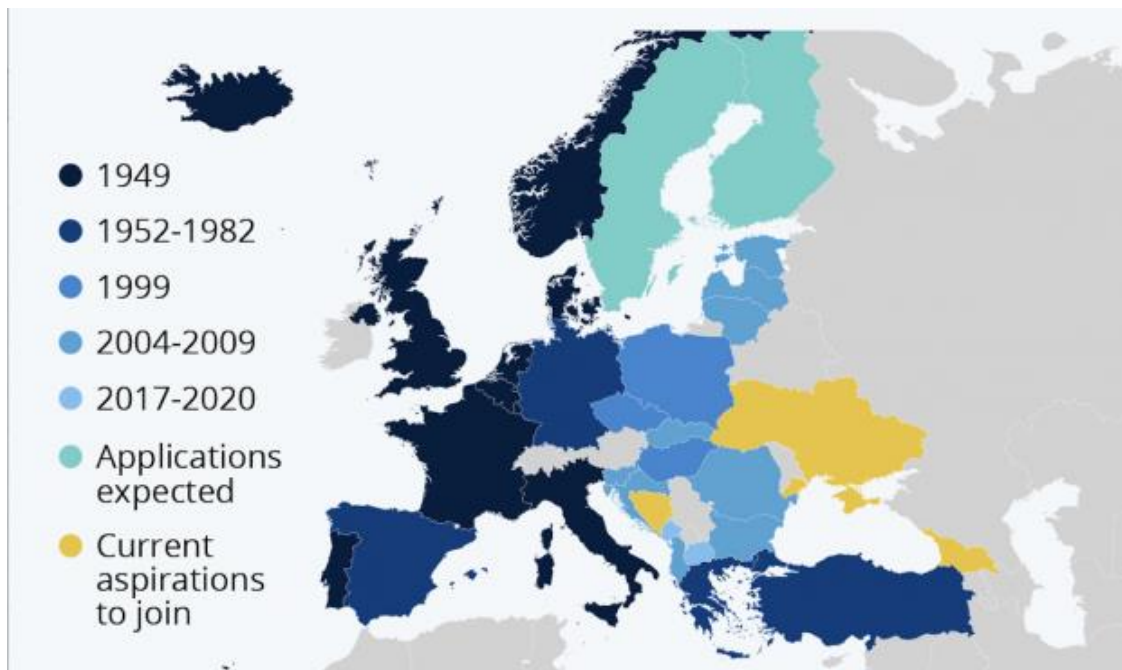 1949
1952-1982
1999
2004-2009
2017-2020
Applications
expected
Current
aspirations
to join